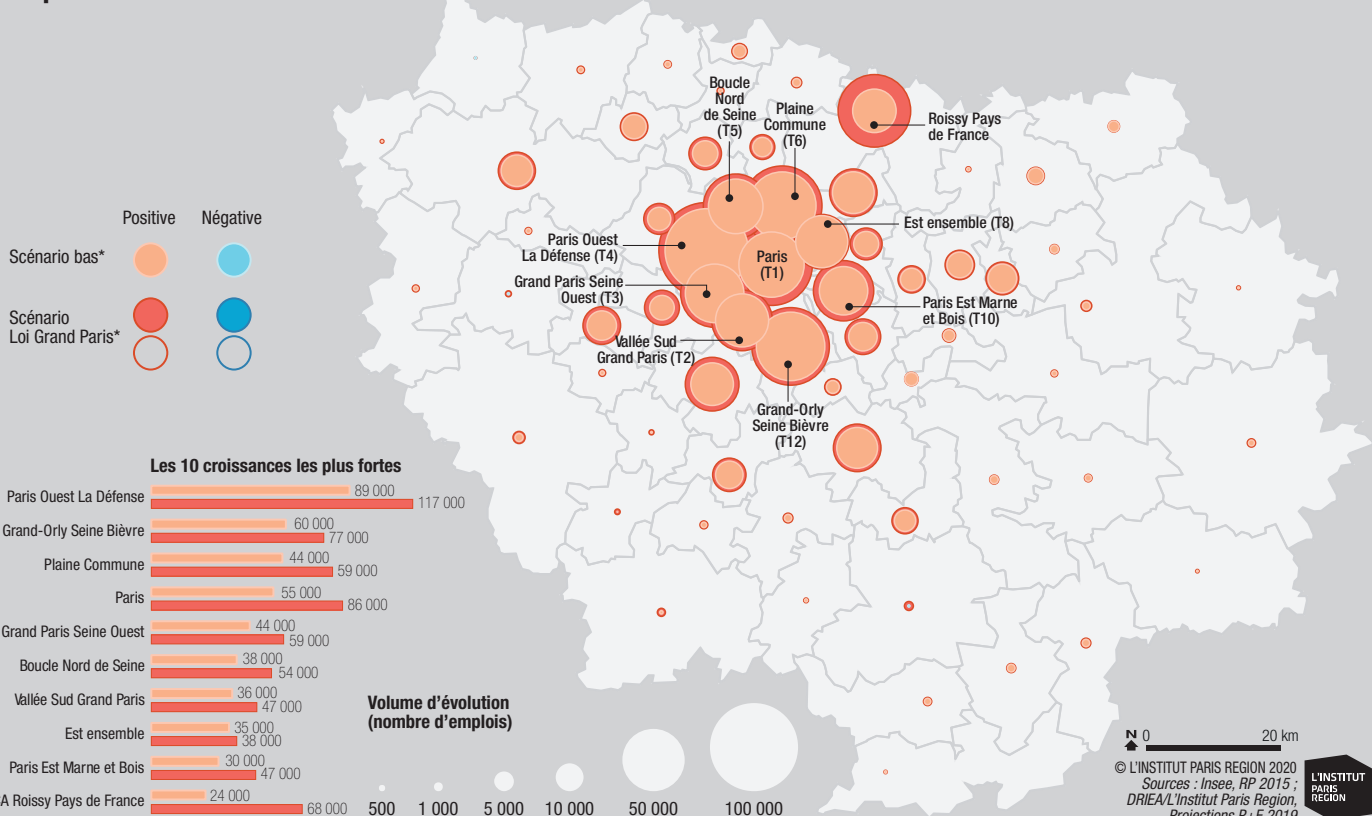 Boucle
Nord
de Seine
(T5)
Plaine
Commune
(T6)
Roissy Pays
de France
Est ensemble (T8)
Paris Ouest
La Défense (T4)
Paris
(T1)
Grand Paris Seine
Ouest (T3)
Paris Est Marne
et Bois (T10)
Vallée Sud
Grand Paris (T2)
Grand-Orly
Seine Bièvre
(T12)
Positive Négative
Scénario bas*
Scénario
Loi Grand Paris*
Les 10 croissances les plus fortes
Paris Ouest La Défense 89 000
117 000
Grand-Orly Seine Bièvre 60 000
77 000
Plaine Commune 44 000
59 000
Paris 55 000
86 000
Grand Paris Seine Ouest 44 000
59 000
Boucle Nord de Seine 38 000
54 000
Vallée Sud Grand Paris 36 000
47 000
Est ensemble 35 000
38 000
Paris Est Marne et Bois 30 000
47 000
A Roissy Pays de France 24 000
68 000
Volume d'évolution
(nombre d'emplois)
500 1 000 5 000 10 000 50 000 100 000
N 0 20 km
© L'INSTITUT PARIS REGION 2020
Sources : Insee, RP 2015 ;
DRIEA/L'Institut Paris Region,
Projections P+E 2019
L'INSTITUT
PARIS
REGION